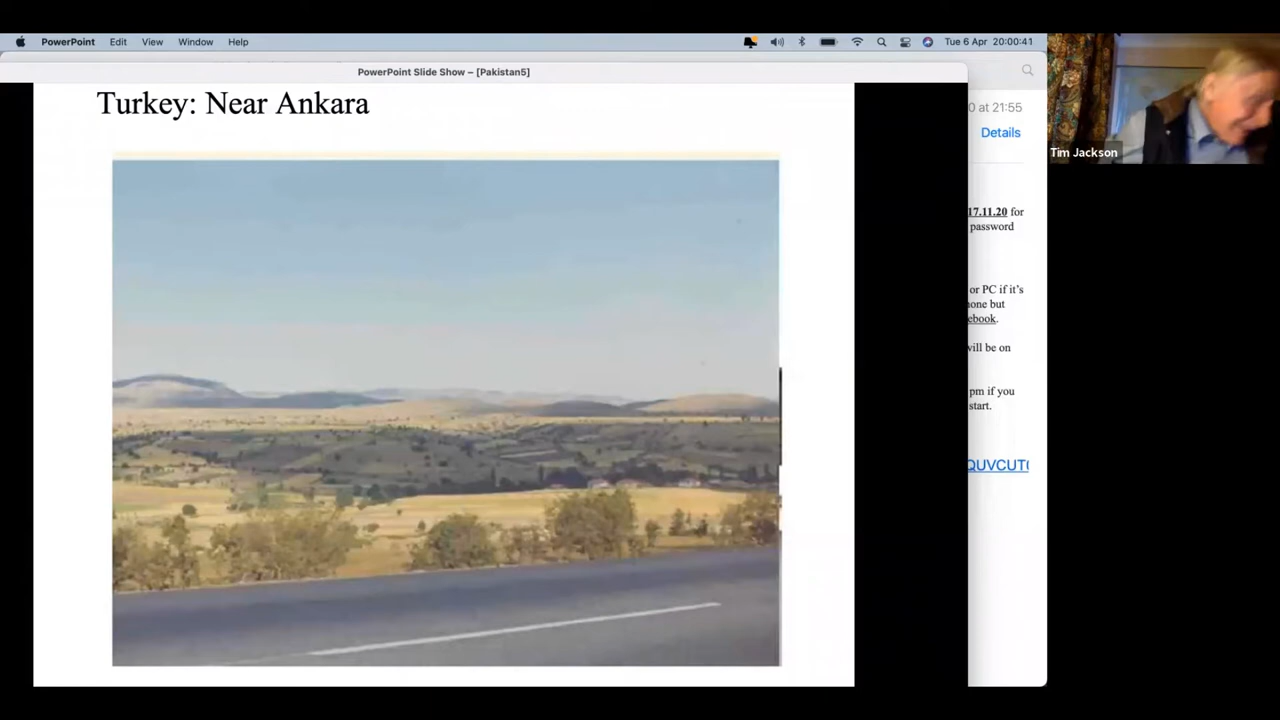 PowerPoint Edit View Window Help Tue 6 Apr 20:00:41
PowerPoint Slide Show – [Pakistan5]
Turkey: Near Ankara
0 at 21:55
Details
17.11.20 for
password
or PC if it's
but
ebook.
will be on
pm if you
start.
QUVCUT
Tim Jackson